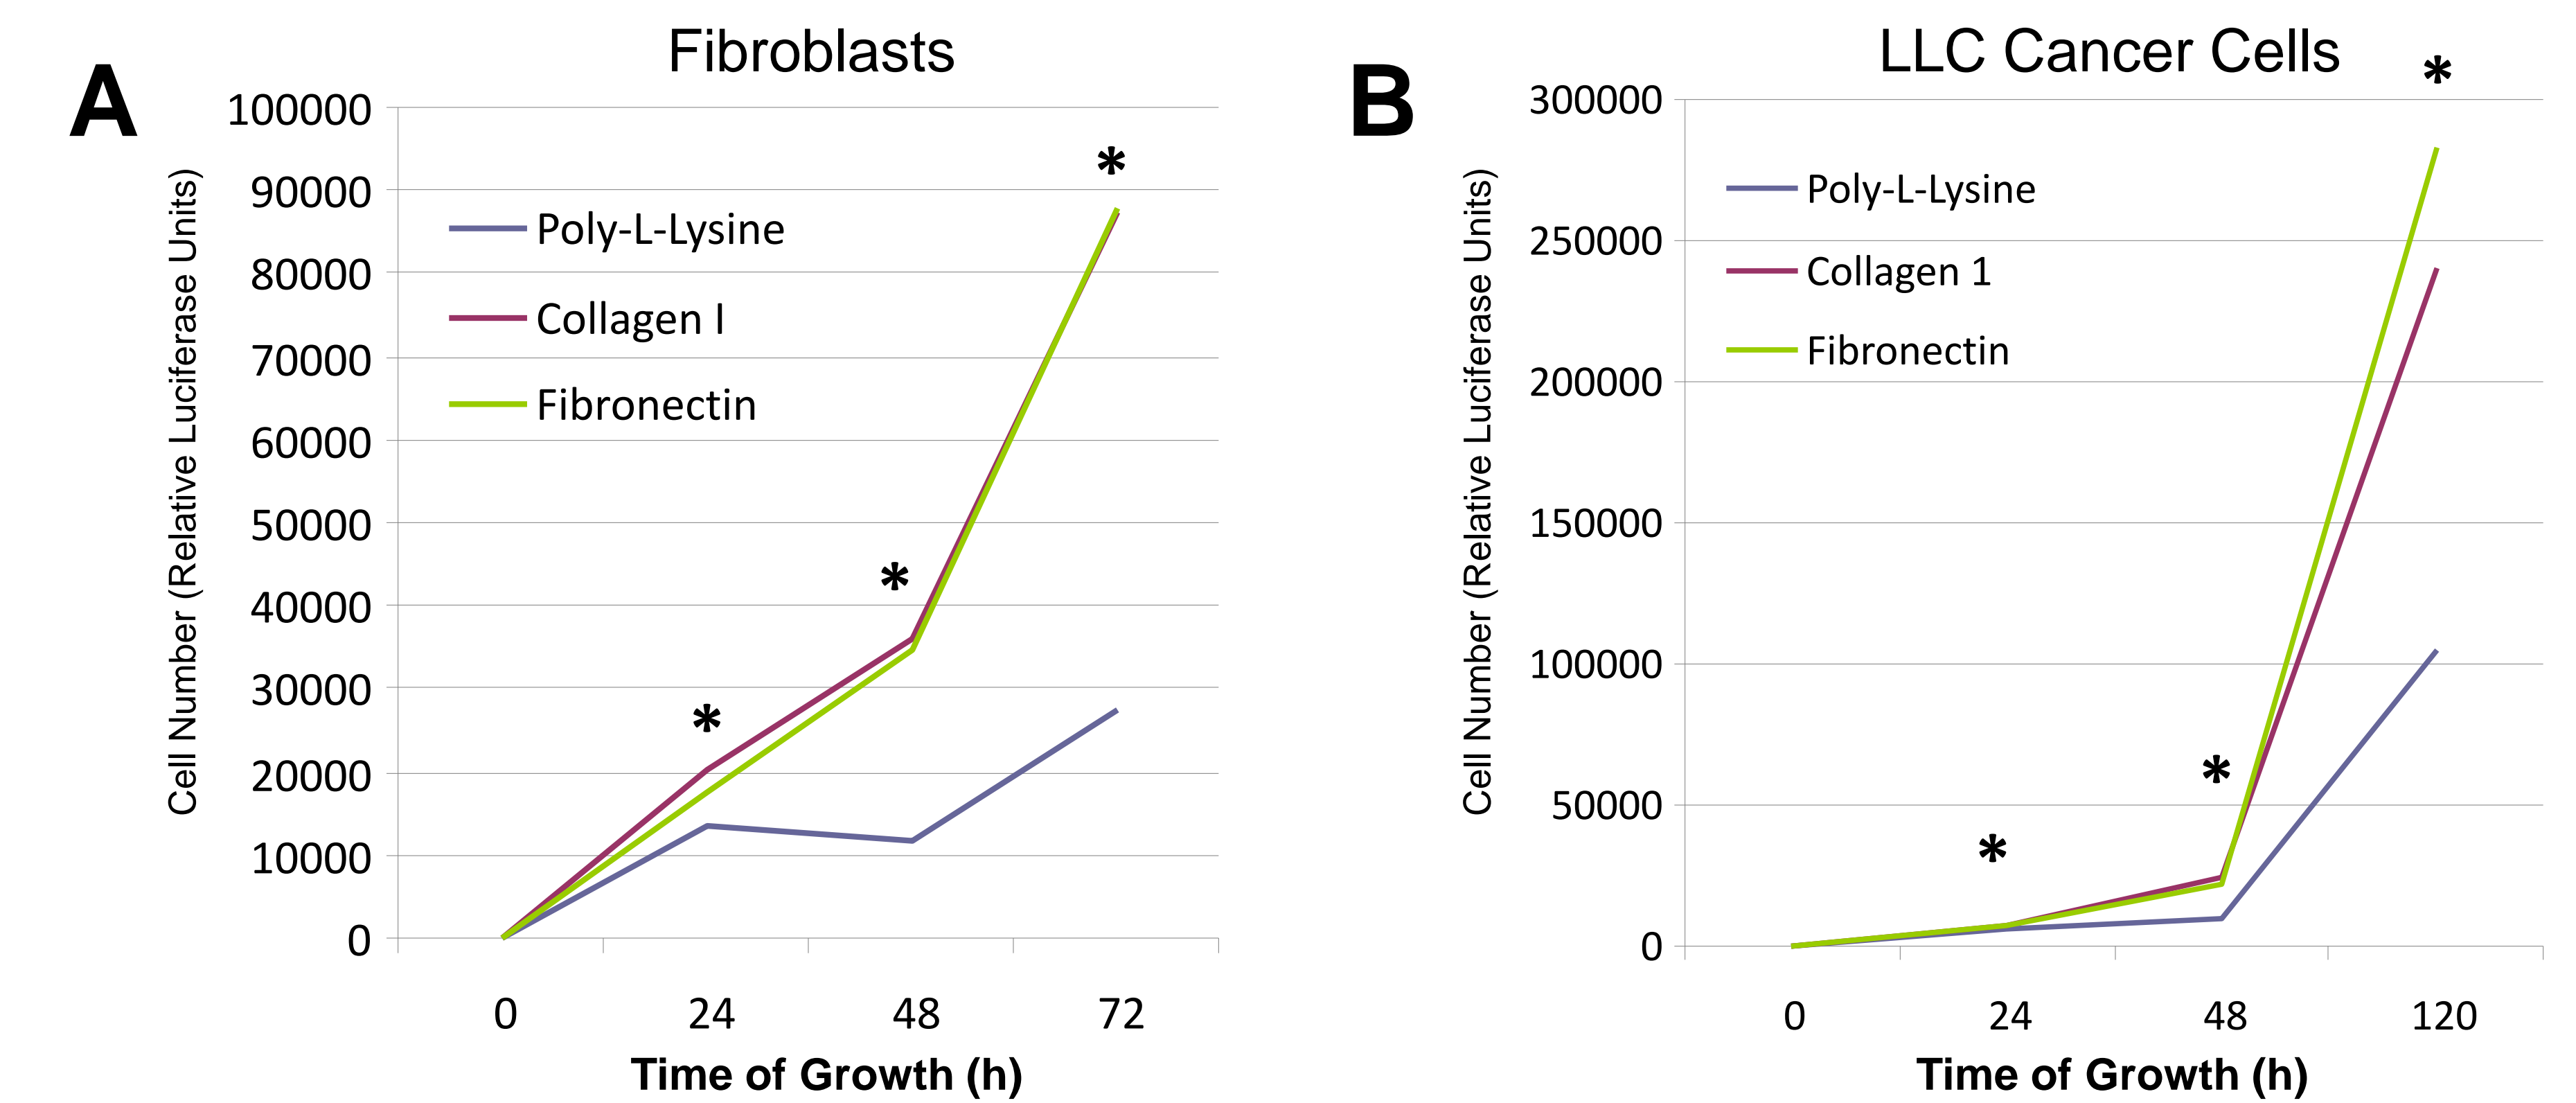 A
Fibroblasts
Cell Number (Relative Luciferase Units)
100000
90000
80000
70000
60000
50000
40000
30000
20000
10000
0
Poly-L-Lysine
Collagen I
Fibronectin
*
*
*
0 24 48 72
Time of Growth (h)
B
LLC Cancer Cells
Cell Number (Relative Luciferase Units)
300000
250000
200000
150000
100000
50000
0
Poly-L-Lysine
Collagen 1
Fibronectin
*
*
*
0 24 48 120
Time of Growth (h)